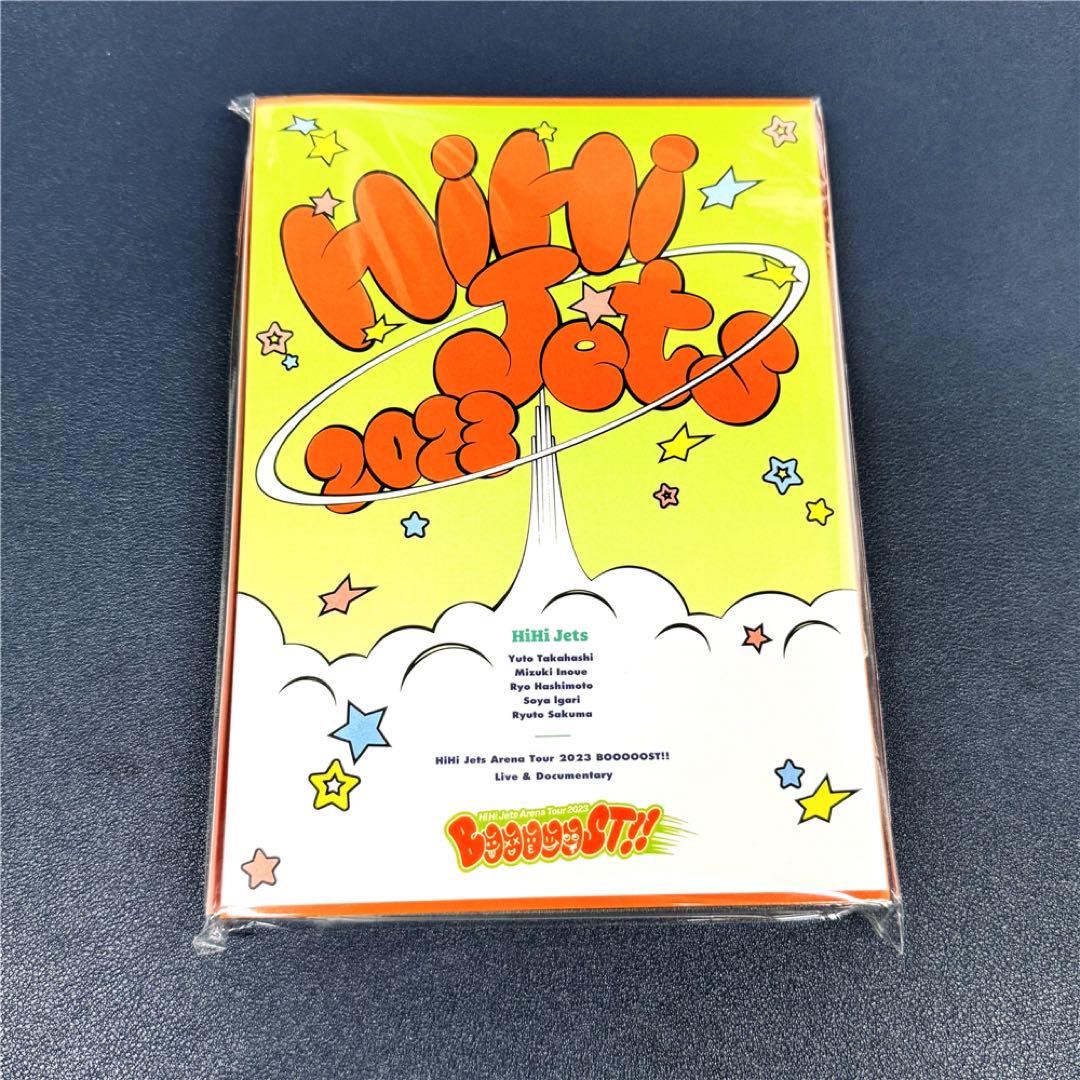 HiHi
Jets
2023
HiHi Jets
Yuto Takahashi
Mizuki Inoue
Ryo Hashimoto
Soya Igari
Ryuto Sakuma
HiHi Jets Arena Tour 2023 BOOOOOST!!
Live & Documentary
HiHi Jets Arena Tour 2023
BOOOOOST!!